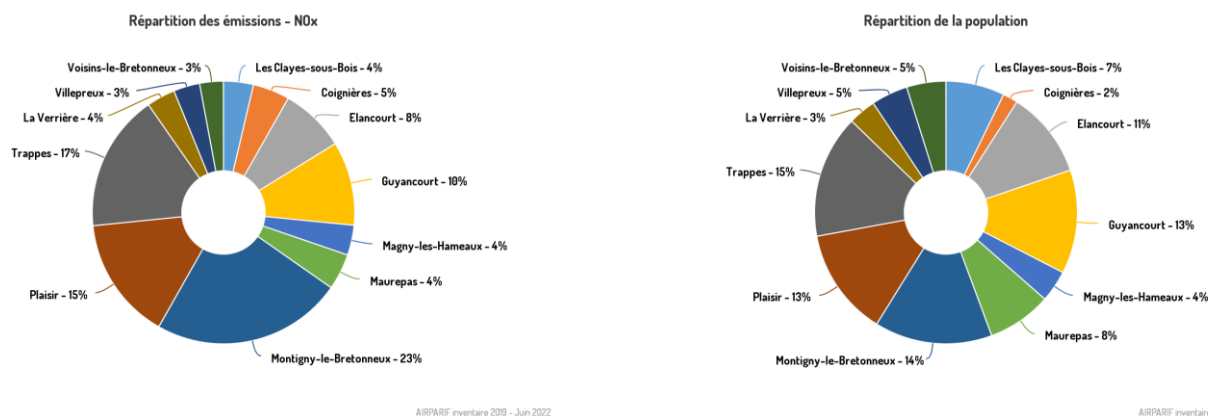 Répartition des émissions - NOx
Voisins-le-Bretonneux - 3%
Les Clayes-sous-Bois - 4%
Villepreux - 3%
Coignières - 5%
La Verrière - 4%
Elancourt - 8%
Trappes - 17%
Guyancourt - 10%
Magny-les-Hameaux - 4%
Maurepas - 4%
Plaisir - 15%
Montigny-le-Bretonneux - 23%
AIRPARIF inventaire 2019 - Juin 2022
Répartition de la population
Voisins-le-Bretonneux - 5%
Les Clayes-sous-Bois - 7%
Villepreux - 5%
Coignières - 2%
La Verrière - 3%
Elancourt - 11%
Trappes - 15%
Guyancourt - 13%
Magny-les-Hameaux - 4%
Plaisir - 13%
Maurepas - 8%
Montigny-le-Bretonneux - 14%
AIRPARIF inventaire